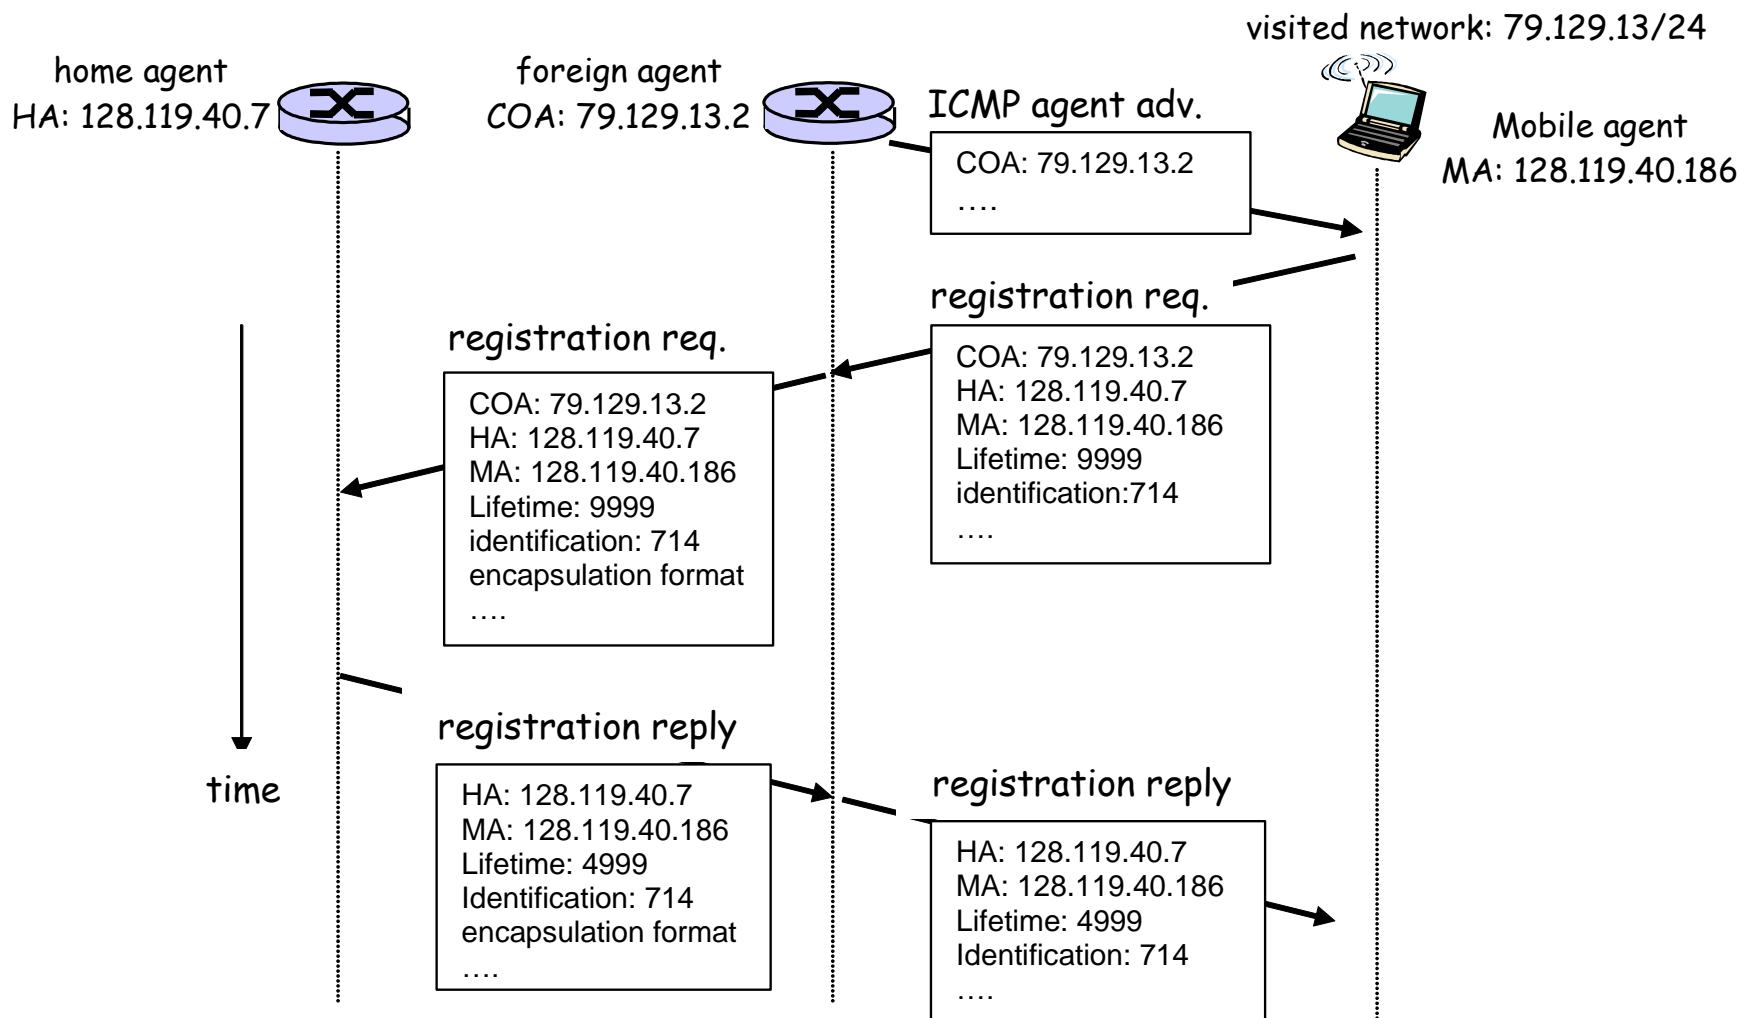 visited network: 79.129.13/24
home agent
HA: 128.119.40.7
foreign agent
COA: 79.129.13.2
ICMP agent adv.
COA: 79.129.13.2
….
Mobile agent
MA: 128.119.40.186
registration req.
COA: 79.129.13.2
HA: 128.119.40.7
MA: 128.119.40.186
Lifetime: 9999
identification:714
….
registration req.
COA: 79.129.13.2
HA: 128.119.40.7
MA: 128.119.40.186
Lifetime: 9999
identification: 714
encapsulation format
….
time
registration reply
HA: 128.119.40.7
MA: 128.119.40.186
Lifetime: 4999
Identification: 714
encapsulation format
….
registration reply
HA: 128.119.40.7
MA: 128.119.40.186
Lifetime: 4999
Identification: 714
….